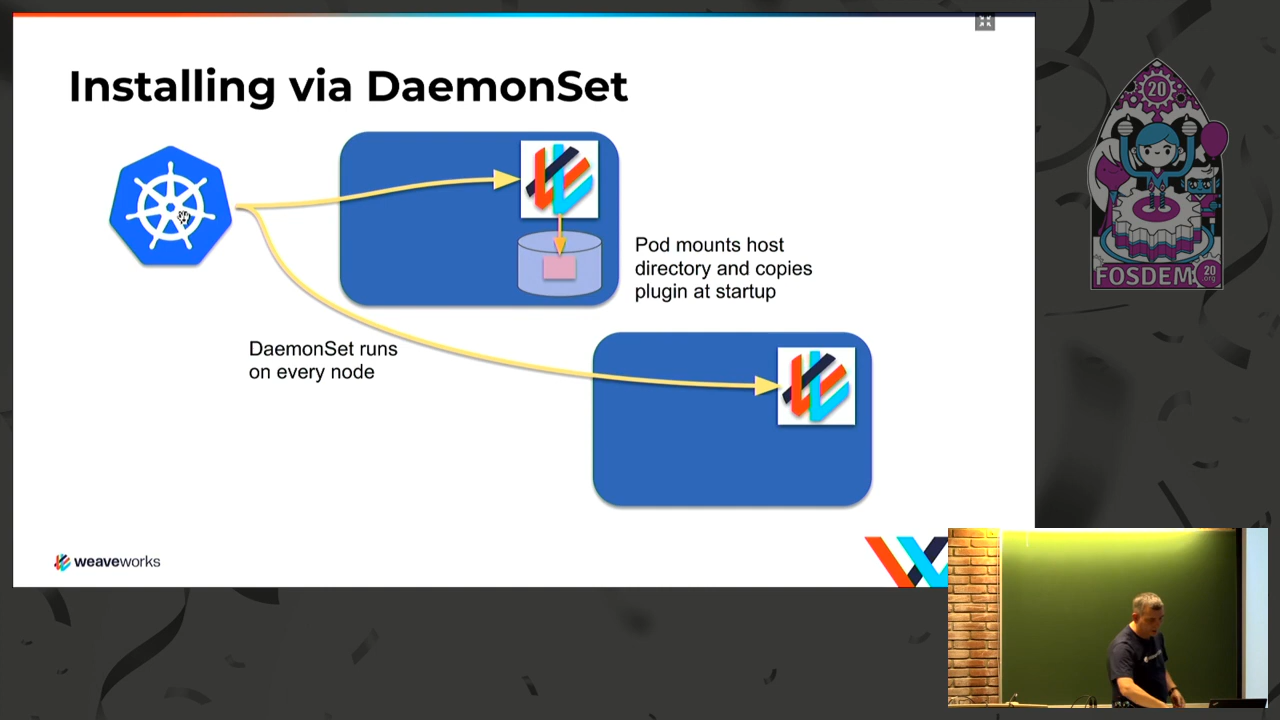 Installing via DaemonSet
Pod mounts host
directory and copies
plugin at startup
DaemonSet runs
on every node
weaveworks
20
FOSDEM
20
.org